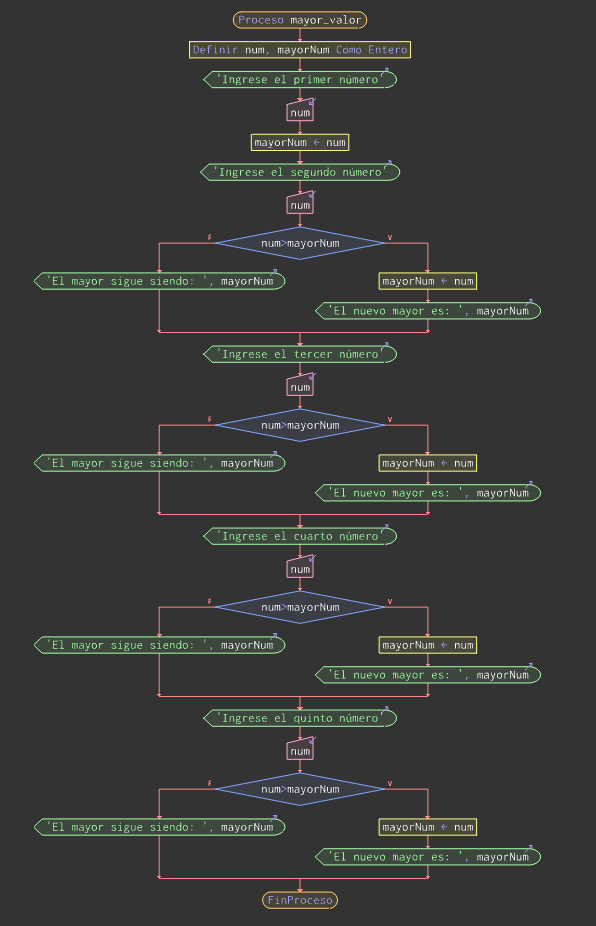 Proceso mayor_valor
Definir num, mayorNum Como Entero
'Ingrese el primer número'
num
mayorNum ← num
'Ingrese el segundo número'
num
f
num>mayorNum
v
'El mayor sigue siendo: ', mayorNum
mayorNum ← num
'El nuevo mayor es: ', mayorNum
'Ingrese el tercer número'
num
f
num>mayorNum
v
'El mayor sigue siendo: ', mayorNum
mayorNum ← num
'El nuevo mayor es: ', mayorNum
'Ingrese el cuarto número'
num
f
num>mayorNum
v
'El mayor sigue siendo: ', mayorNum
mayorNum ← num
'El nuevo mayor es: ', mayorNum
'Ingrese el quinto número'
num
f
num>mayorNum
v
'El mayor sigue siendo: ', mayorNum
mayorNum ← num
'El nuevo mayor es: ', mayorNum
FinProceso